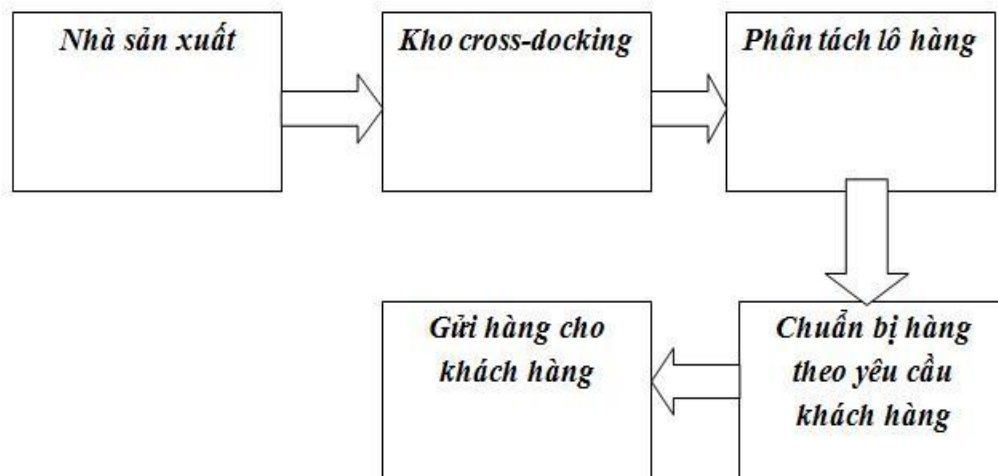 Nhà sản xuất
Kho cross-docking
Phân tách lô hàng
Chuẩn bị hàng
theo yêu cầu
khách hàng
Gửi hàng cho
khách hàng